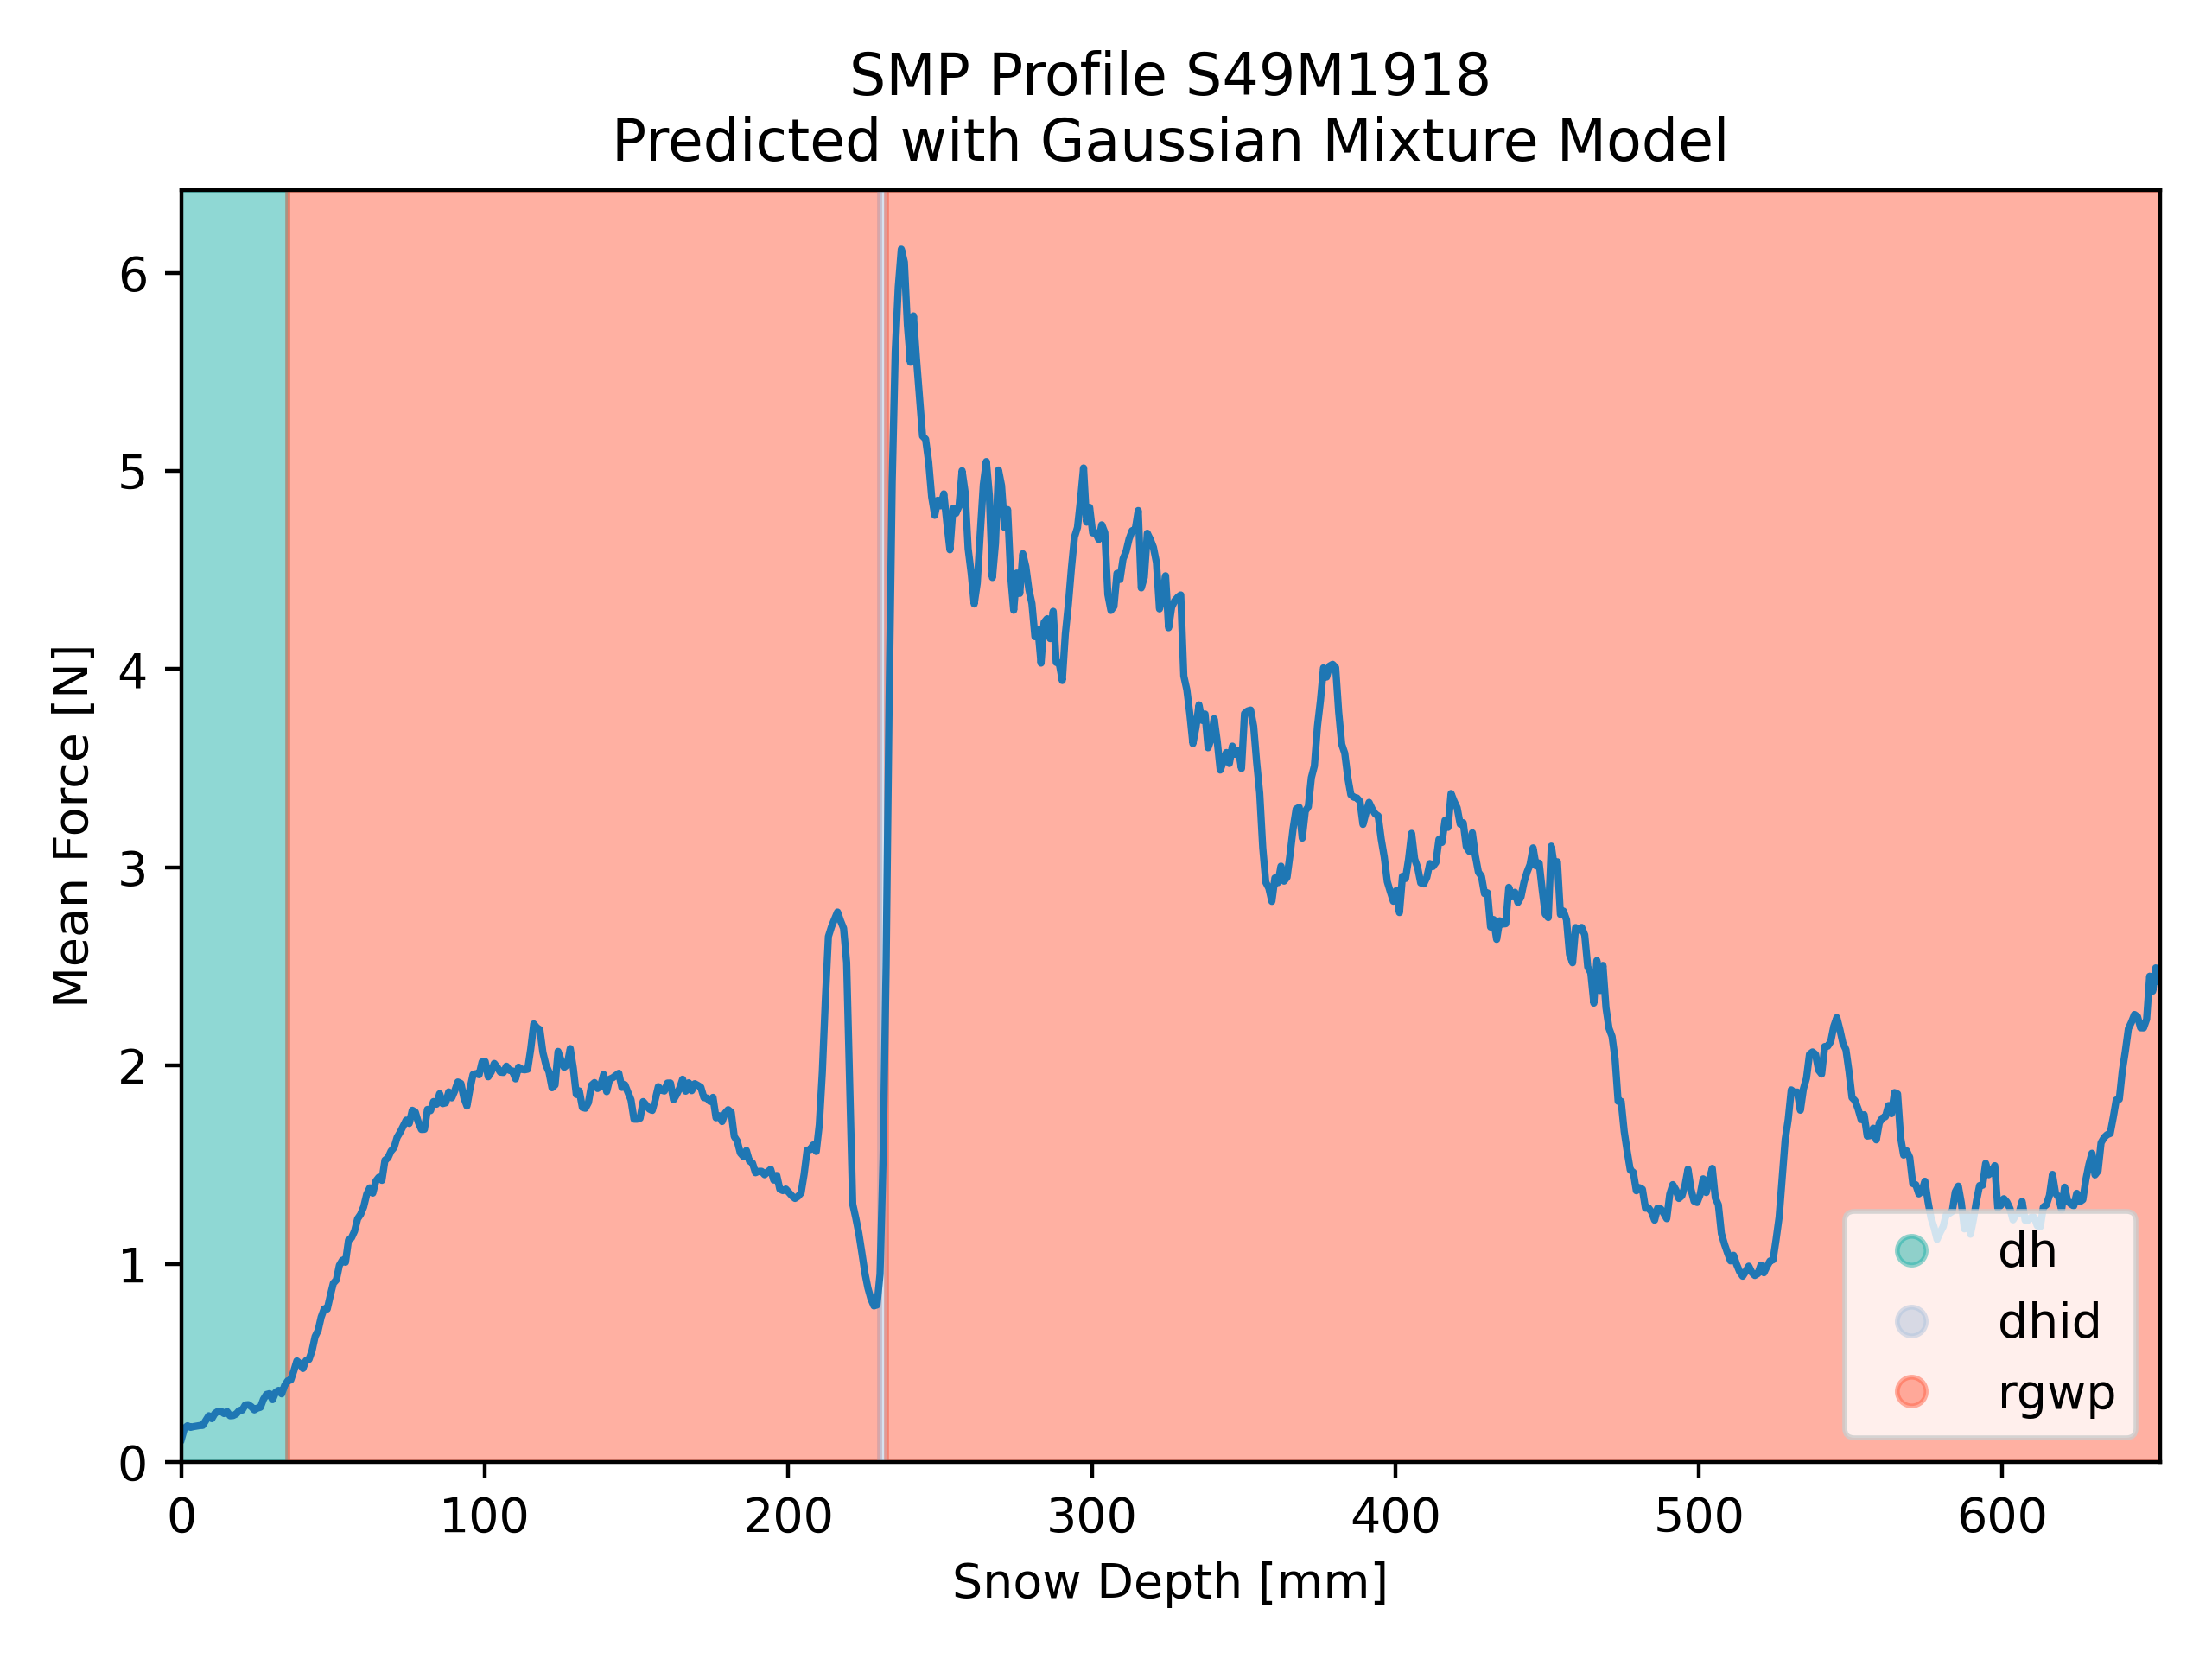 SMP Profile S49M1918
Predicted with Gaussian Mixture Model
Mean Force [N]
6
5
4
3
2
1
0
0 100 200 300 400 500 600
Snow Depth [mm]
dh
dhid
rgwp